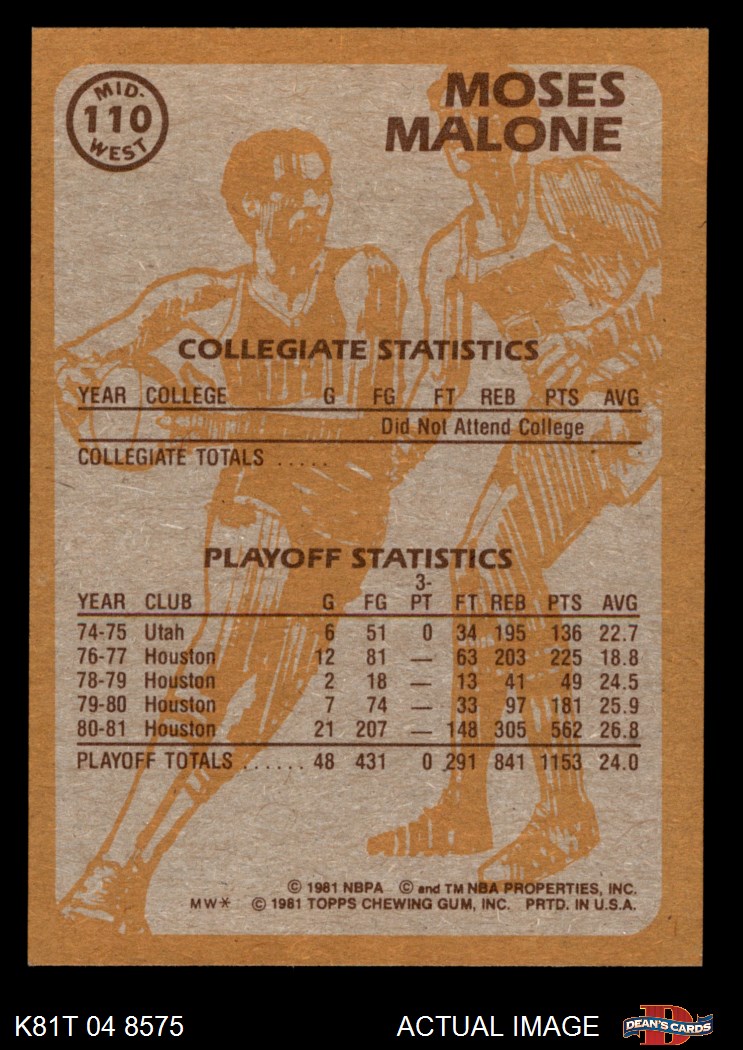 MID-
110
WEST
MOSES
MALONE
COLLEGIATE STATISTICS
YEAR COLLEGE G FG FT REB PTS AVG
Did Not Attend College
COLLEGIATE TOTALS .....
PLAYOFF STATISTICS
YEAR CLUB G FG 3-PT FT REB PTS AVG
74-75 Utah 6 51 0 34 195 136 22.7
76-77 Houston 12 81 — 63 203 225 18.8
78-79 Houston 2 18 — 13 41 49 24.5
79-80 Houston 7 74 — 33 97 181 25.9
80-81 Houston 21 207 — 148 305 562 26.8
PLAYOFF TOTALS ...... 48 431 0 291 841 1153 24.0
© 1981 NBPA © and TM NBA PROPERTIES, INC.
MW* © 1981 TOPPS CHEWING GUM, INC. PRTD. IN U.S.A.
K81T 04 8575 ACTUAL IMAGE D DEAN'S CARDS